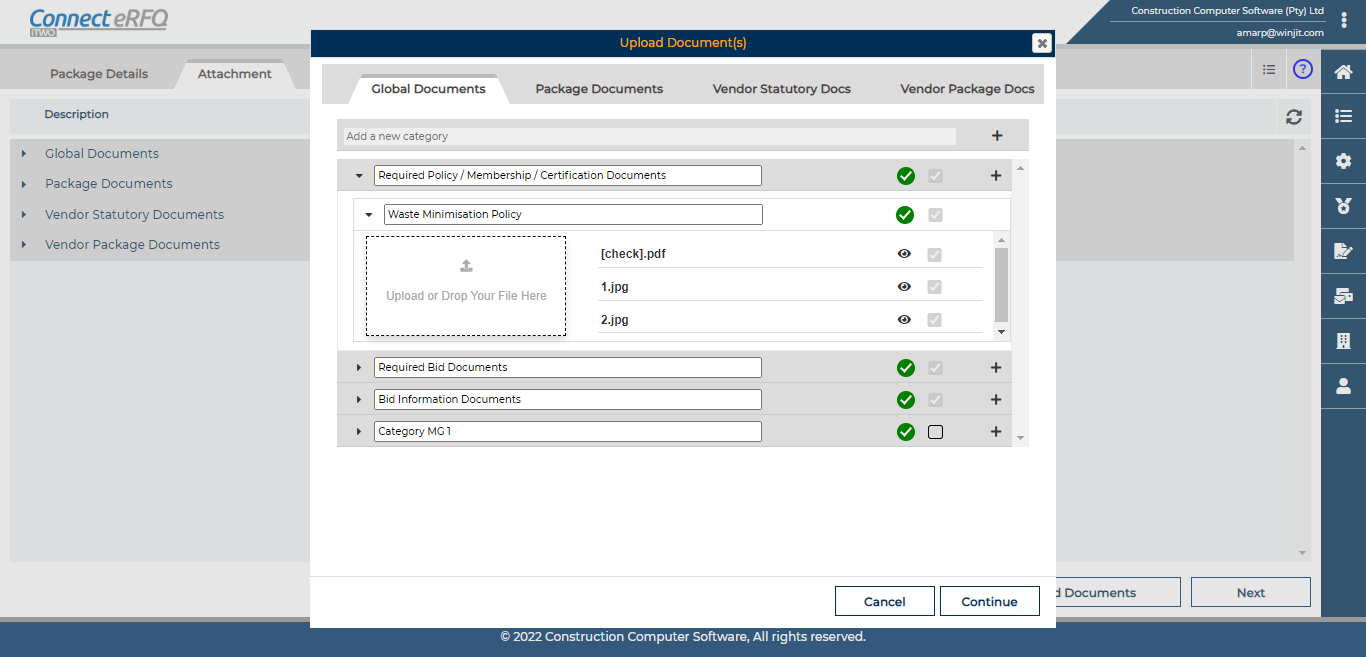 Connect eRFQ
iTWO
Construction Computer Software (Pty) Ltd
amarp@winjit.com
Upload Document(s)
Package Details
Attachment
Global Documents
Package Documents
Vendor Statutory Docs
Vendor Package Docs
?
Description
Global Documents
Package Documents
Vendor Statutory Documents
Vendor Package Documents
Add a new category
Required Policy / Membership / Certification Documents
Waste Minimisation Policy
Upload or Drop Your File Here
[check].pdf
1.jpg
2.jpg
Required Bid Documents
Bid Information Documents
Category MG1
Cancel
Continue
d Documents
Next
© 2022 Construction Computer Software, All rights reserved.